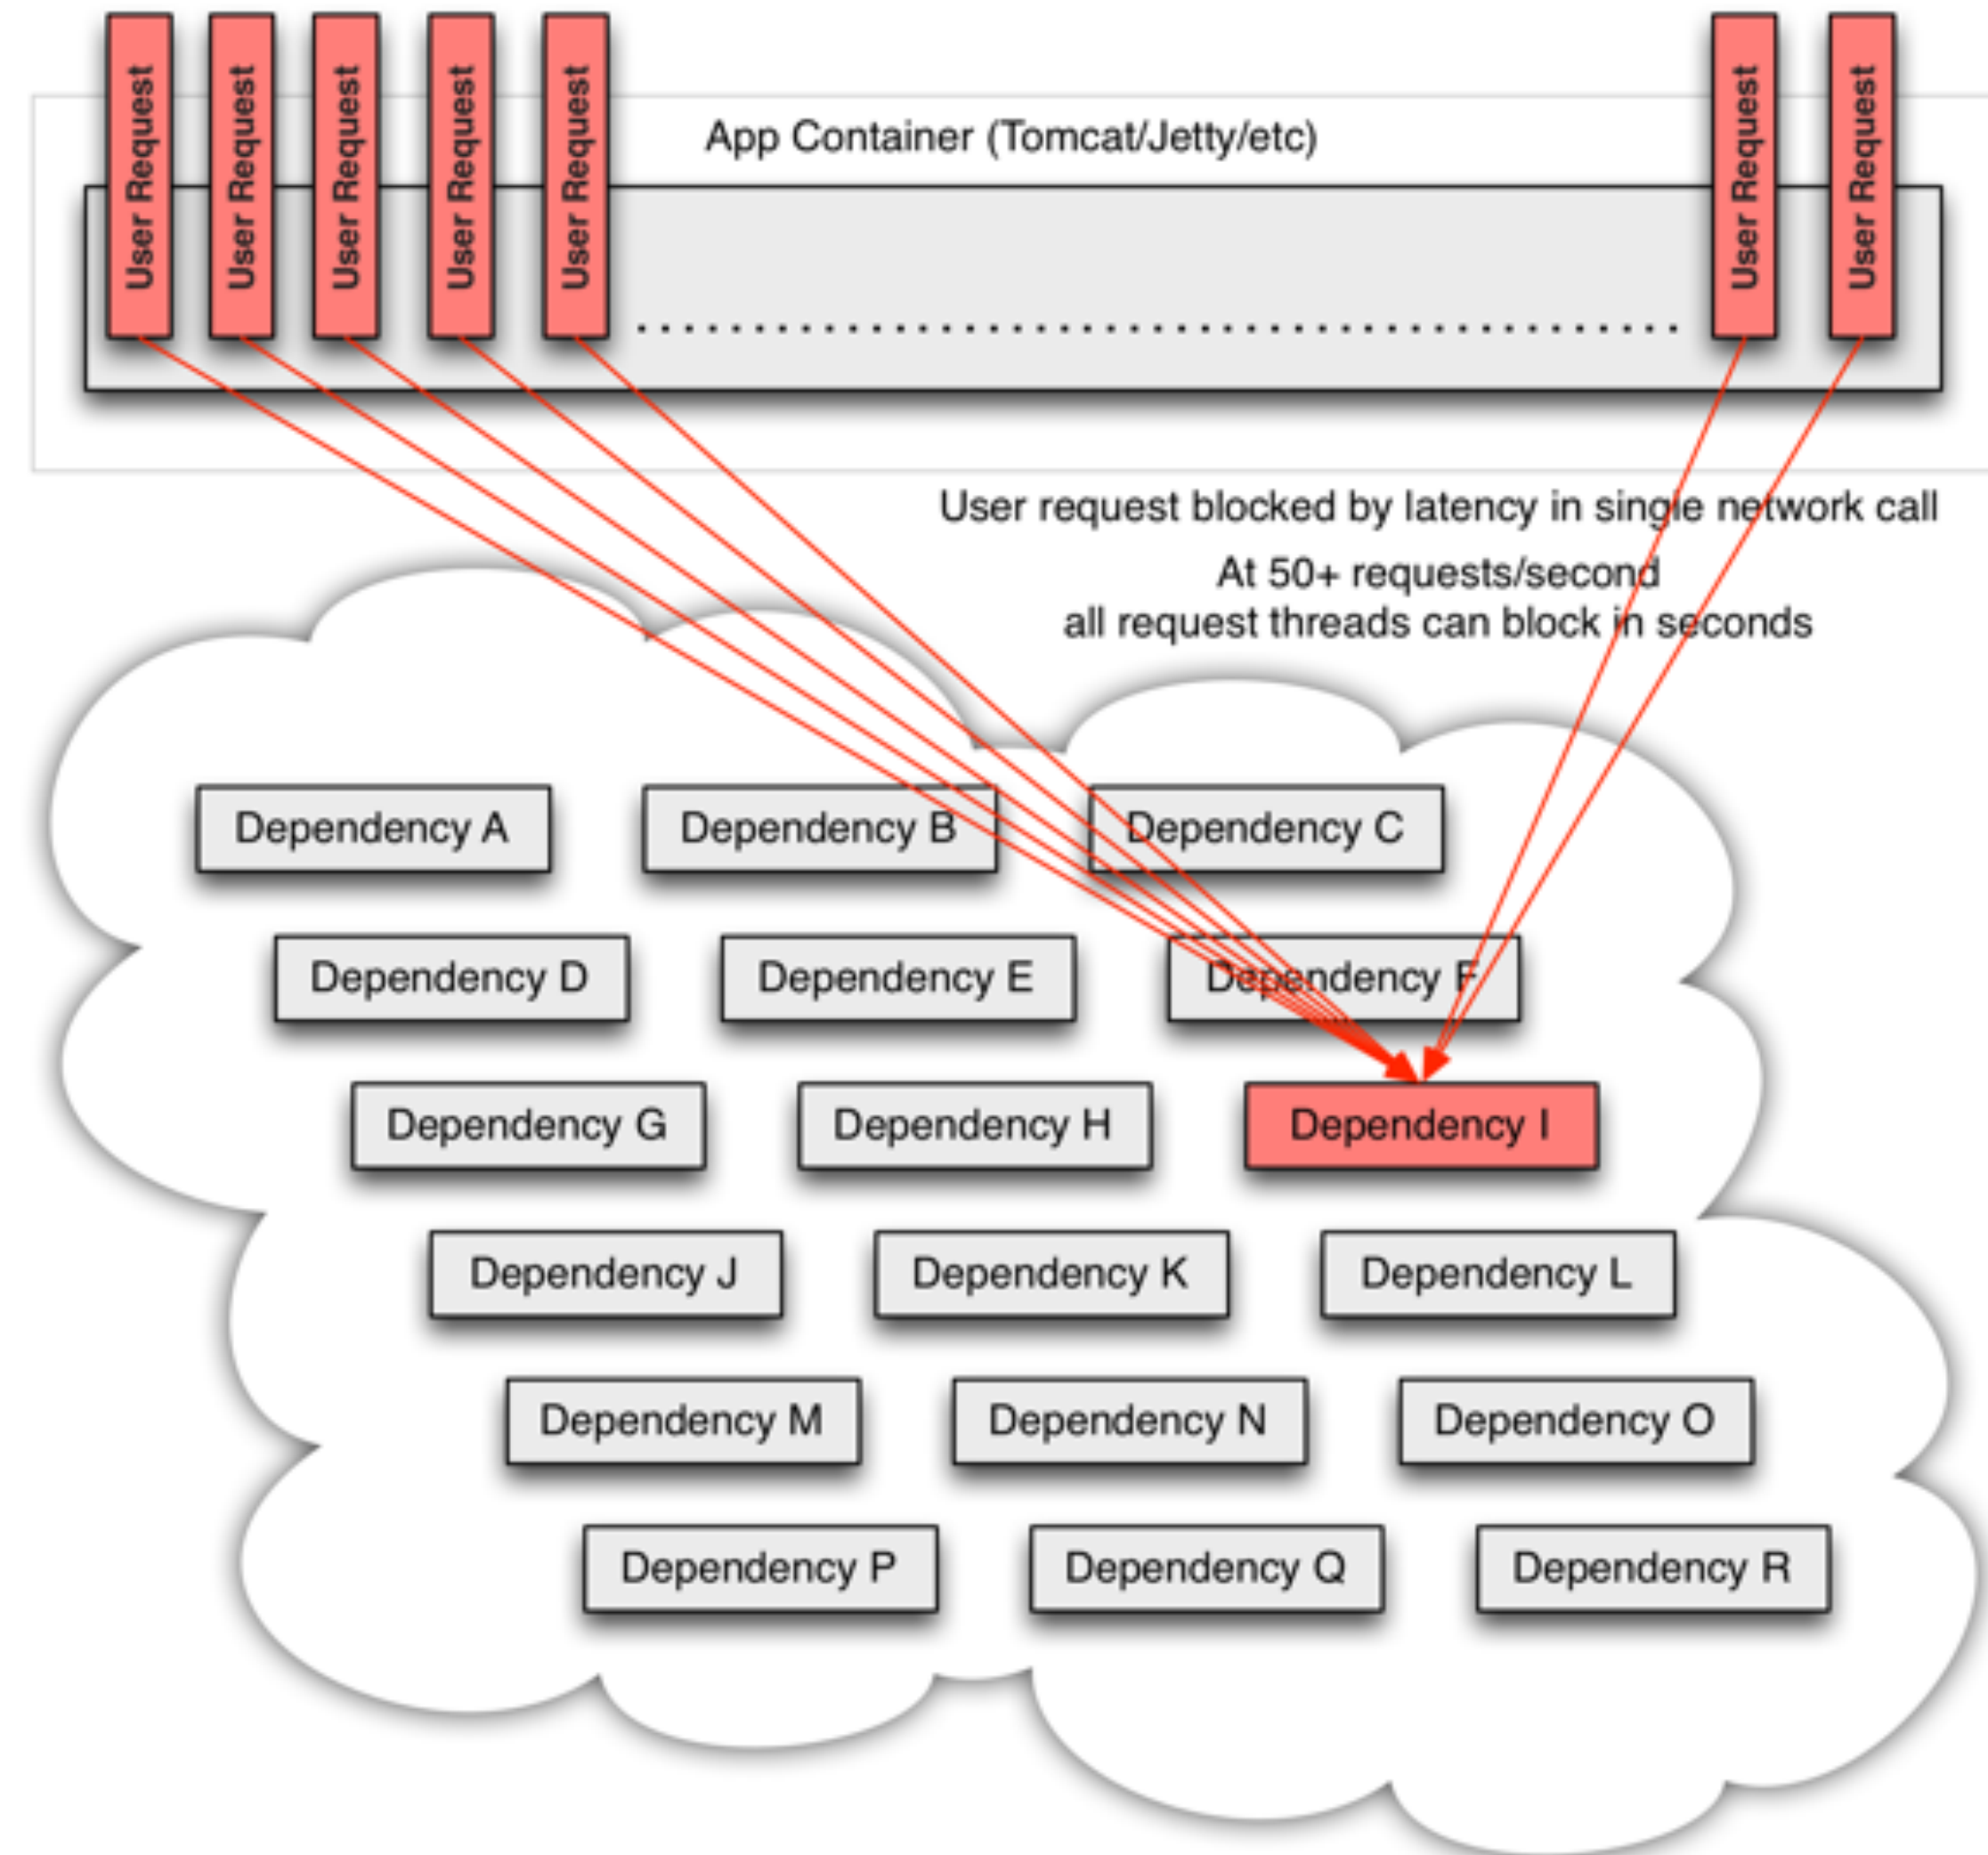 User Request
User Request
User Request
User Request
User Request
User Request
User Request
App Container (Tomcat/Jetty/etc)
User request blocked by latency in single network call
At 50+ requests/second
all request threads can block in seconds
Dependency A
Dependency B
Dependency C
Dependency D
Dependency E
Dependency F
Dependency G
Dependency H
Dependency I
Dependency J
Dependency K
Dependency L
Dependency M
Dependency N
Dependency O
Dependency P
Dependency Q
Dependency R